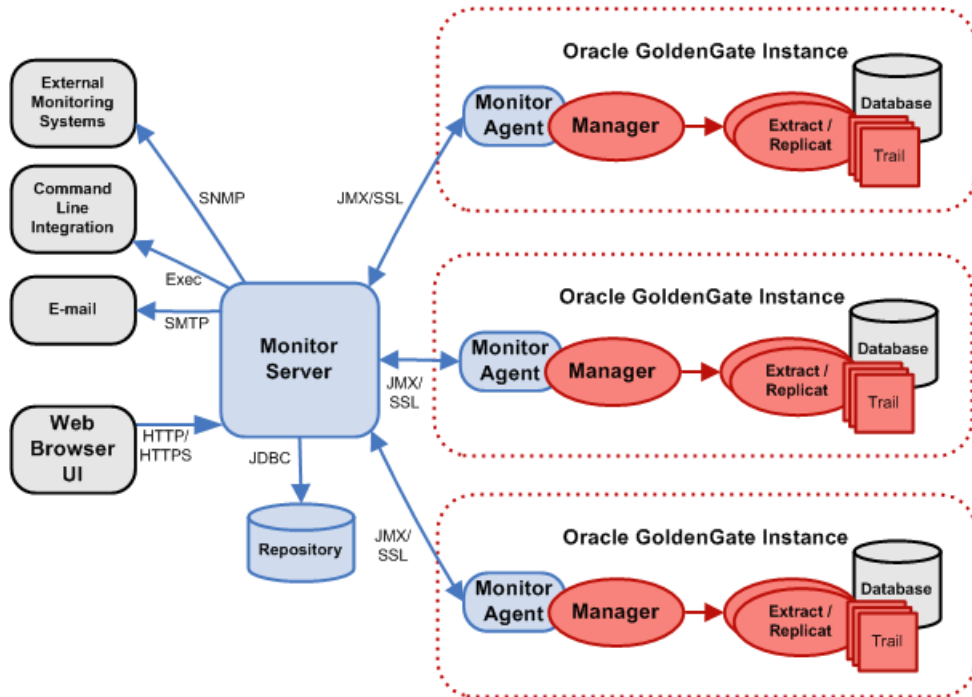 External
Monitoring
Systems
Command
Line
Integration
E-mail
Web
Browser
UI
SNMP
Exec
SMTP
HTTP/
HTTPS
Monitor
Server
JDBC
Repository
JMX/SSL
JMX/
SSL
JMX/
SSL
Oracle GoldenGate Instance
Monitor
Agent
Manager
Extract /
Replicat
Database
Trail
Oracle GoldenGate Instance
Monitor
Agent
Manager
Extract /
Replicat
Database
Trail
Oracle GoldenGate Instance
Monitor
Agent
Manager
Extract /
Replicat
Database
Trail